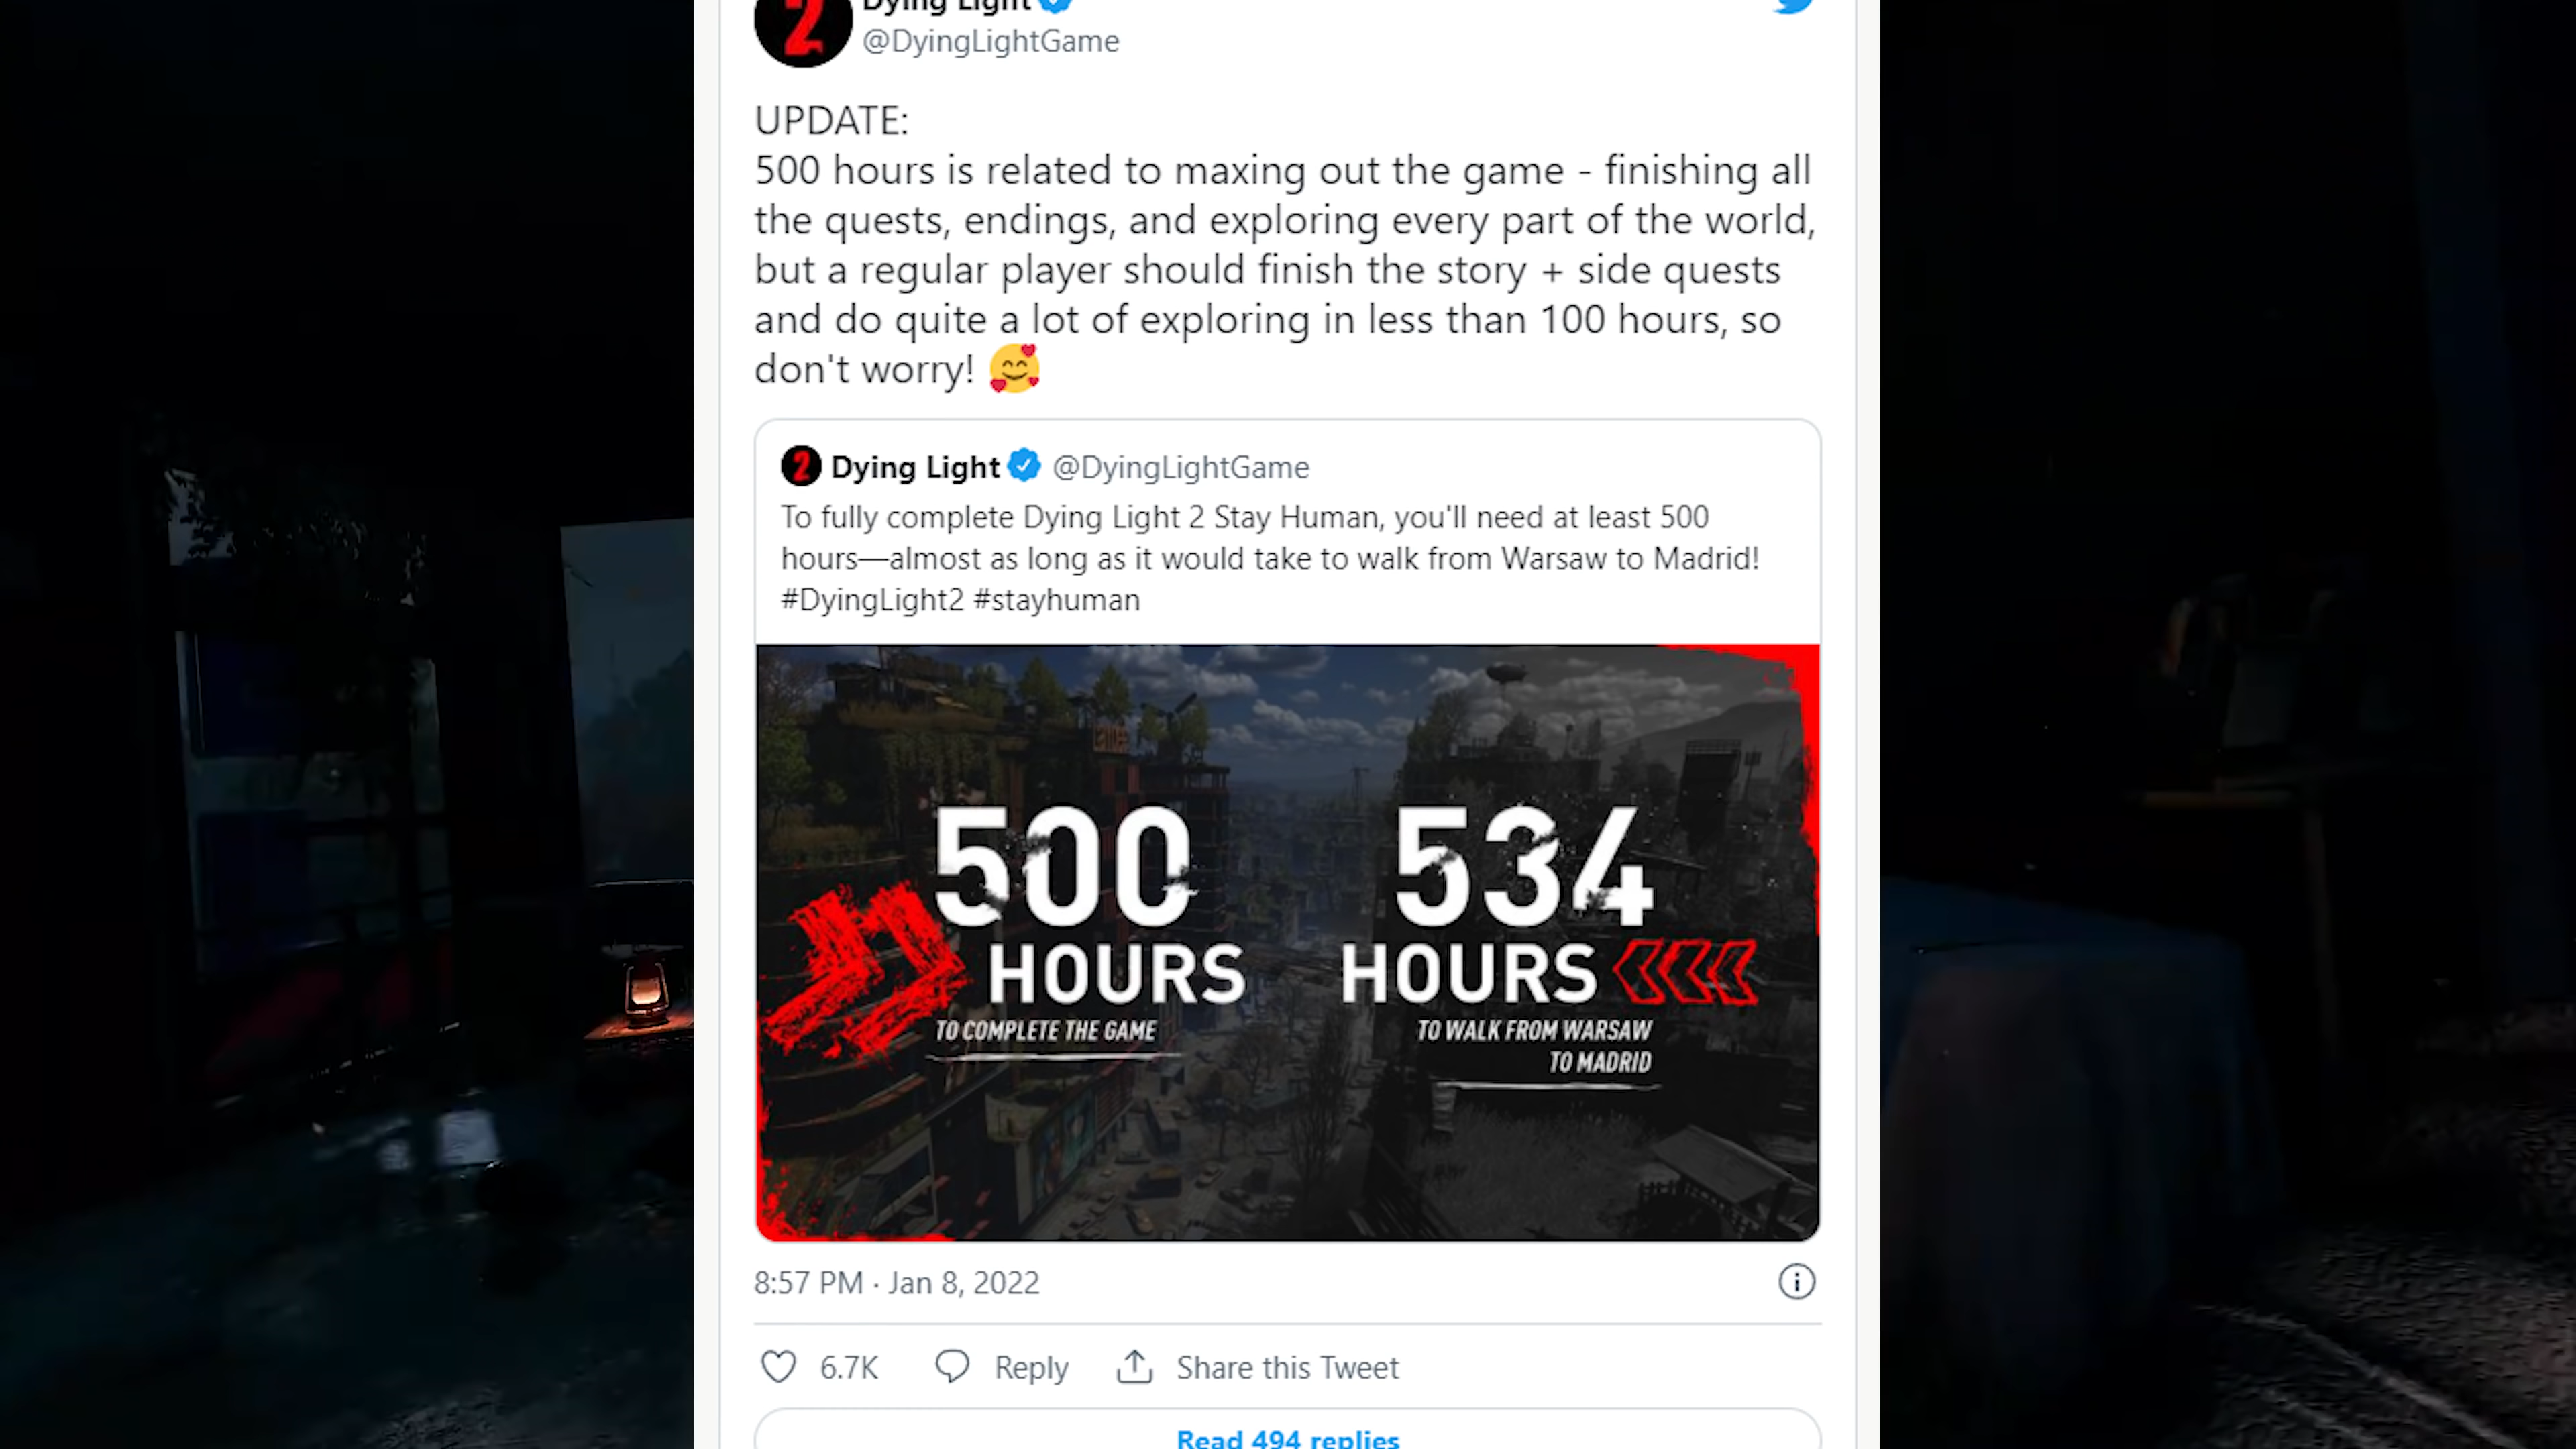 Dying Light
@DyingLightGame
UPDATE:
500 hours is related to maxing out the game - finishing all
the quests, endings, and exploring every part of the world,
but a regular player should finish the story + side quests
and do quite a lot of exploring in less than 100 hours, so
don't worry! 🥰
2 Dying Light @DyingLightGame
To fully complete Dying Light 2 Stay Human, you'll need at least 500
hours—almost as long as it would take to walk from Warsaw to Madrid!
#DyingLight2 #stayhuman
500
HOURS
TO COMPLETE THE GAME
534
HOURS
TO WALK FROM WARSAW
TO MADRID
8:57 PM · Jan 8, 2022
6.7K Reply Share this Tweet
Read 494 replies